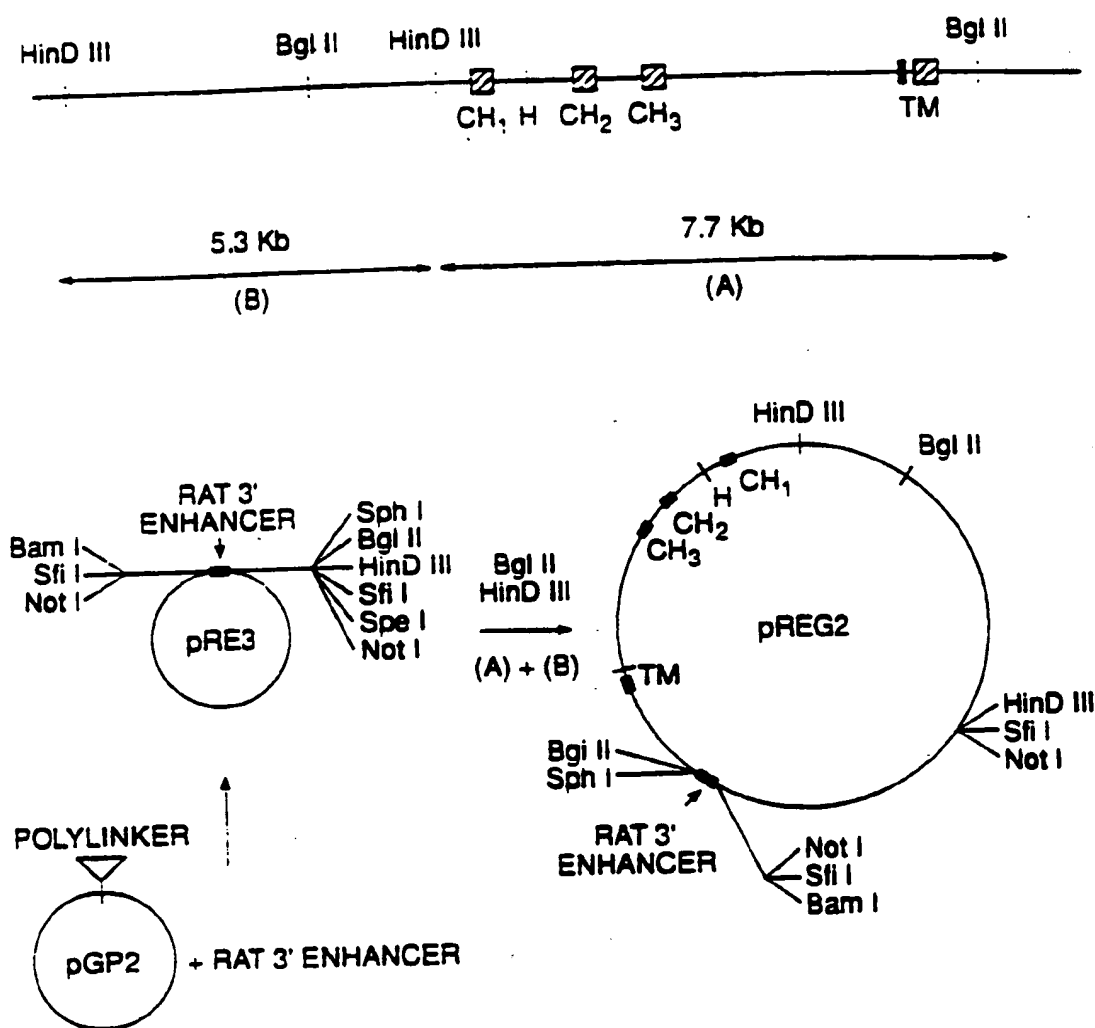 HinD III Bgl II HinD III Bgl II
CH1 H CH2 CH3 TM
5.3 Kb 7.7 Kb
(B) (A)
HinD III
Bgl II
CH1
H
CH2
CH3
RAT 3'
ENHANCER
Bam I
Sfi I
Not I
Sph I
Bgl II
HinD III
Sfi I
Spe I
Not I
pRE3
Bgl II
HinD III
(A) + (B)
pREG2
TM
Bgi II
Sph I
HinD III
Sfi I
Not I
RAT 3'
ENHANCER
Not I
Sfi I
Bam I
POLYLINKER
pGP2 + RAT 3' ENHANCER